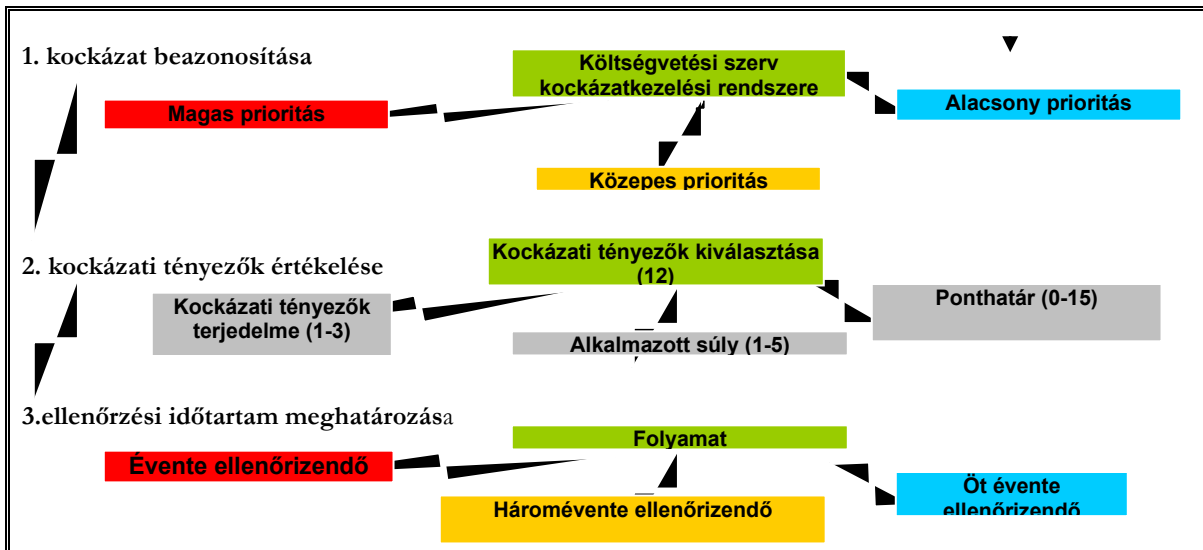 1. kockázat beazonosítása
Költségvetési szerv
kockázatkezelési rendszere
Magas prioritás
Alacsony prioritás
Közepes prioritás
2. kockázati tényezők értékelése
Kockázati tényezők kiválasztása
(12)
Kockázati tényezők
terjedelme (1-3)
Ponthatár (0-15)
Alkalmazott súly (1-5)
3.ellenőrzési időtartam meghatározása
Folyamat
Évente ellenőrizendő
Háromévente ellenőrizendő
Öt évente
ellenőrizendő